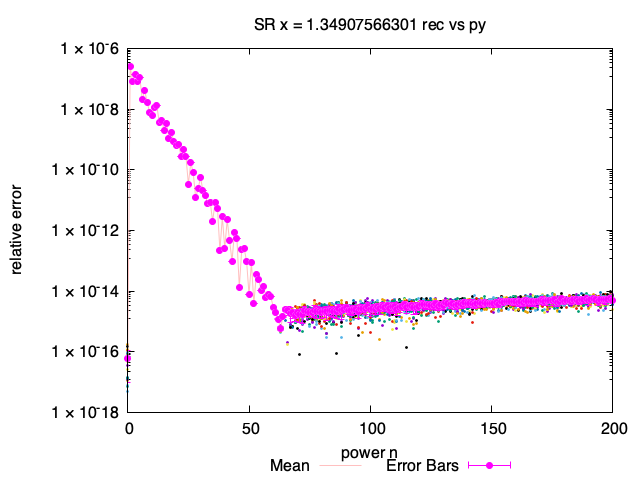 SR x = 1.34907566301 rec vs py
1 × 10-6
1 × 10-8
1 × 10-10
1 × 10-12
1 × 10-14
1 × 10-16
1 × 10-18
relative error
0 50 100 150 200
power n
Mean Error Bars